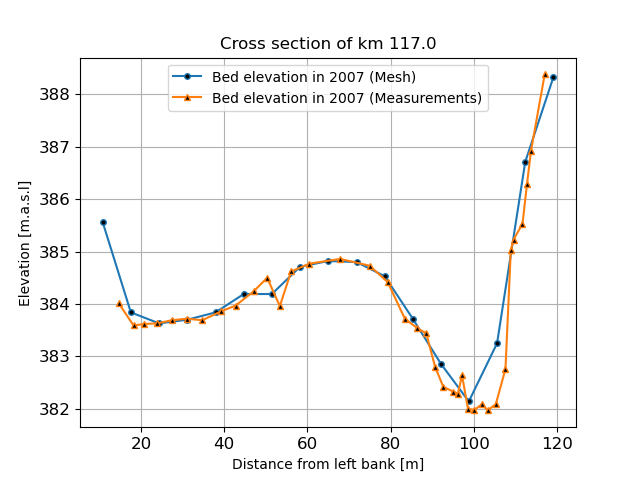 Cross section of km 117.0
Bed elevation in 2007 (Mesh)
Bed elevation in 2007 (Measurements)
Elevation [m.a.s.l]
388
387
386
385
384
383
382
20 40 60 80 100 120
Distance from left bank [m]